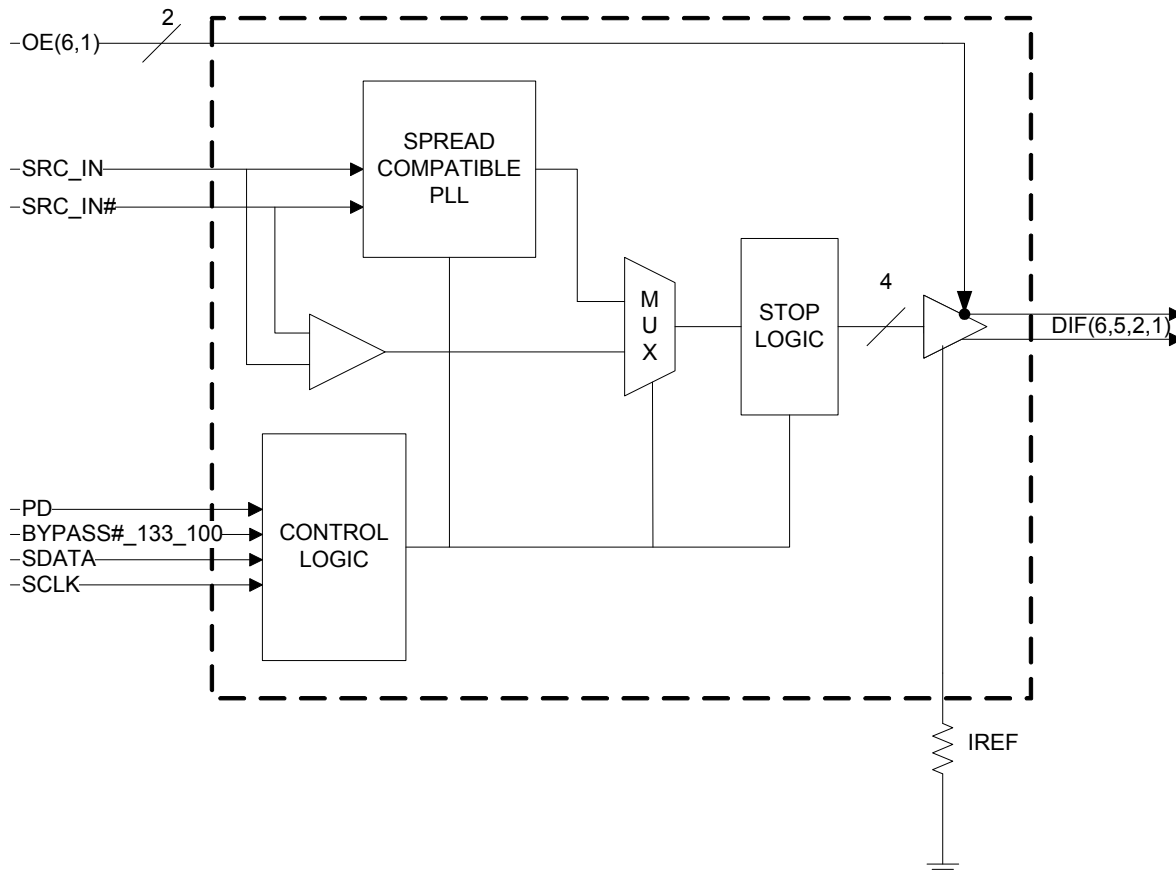 2
OE(6,1)
SPREAD
COMPATIBLE
PLL
SRC_IN
SRC_IN#
MUX
STOP
LOGIC
4
DIF(6,5,2,1)
PD
BYPASS#_133_100
SDATA
SCLK
CONTROL
LOGIC
IREF